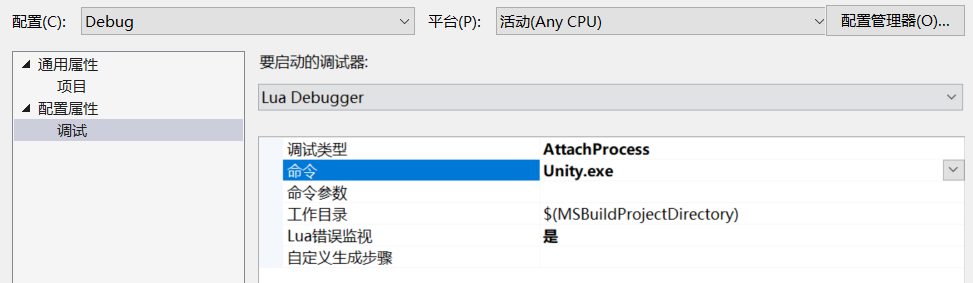 配置(C): Debug 平台(P): 活动(Any CPU) 配置管理器(O)...
通用属性
项目
配置属性
调试
要启动的调试器:
Lua Debugger
调试类型 AttachProcess
命令 Unity.exe
命令参数
工作目录 $(MSBuildProjectDirectory)
Lua错误监视 是
自定义生成步骤